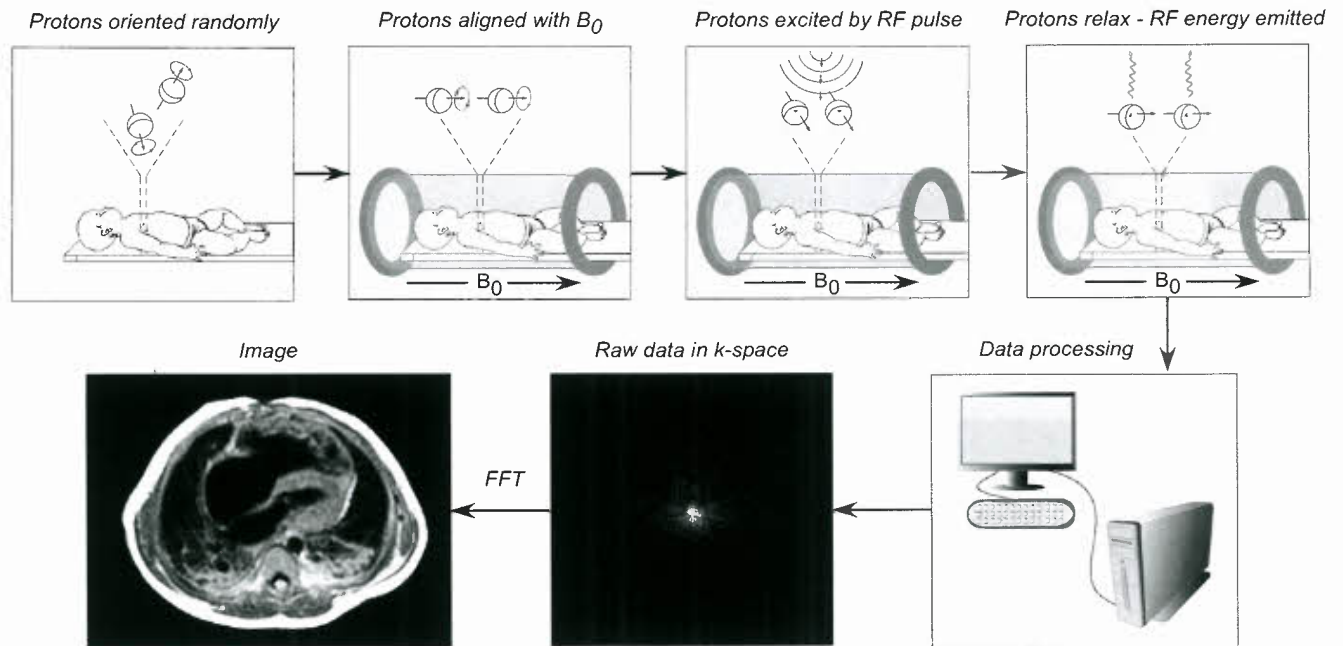 Protons oriented randomly
Protons aligned with B0
Protons excited by RF pulse
Protons relax - RF energy emitted
B0
B0
B0
Image
Raw data in k-space
Data processing
FFT